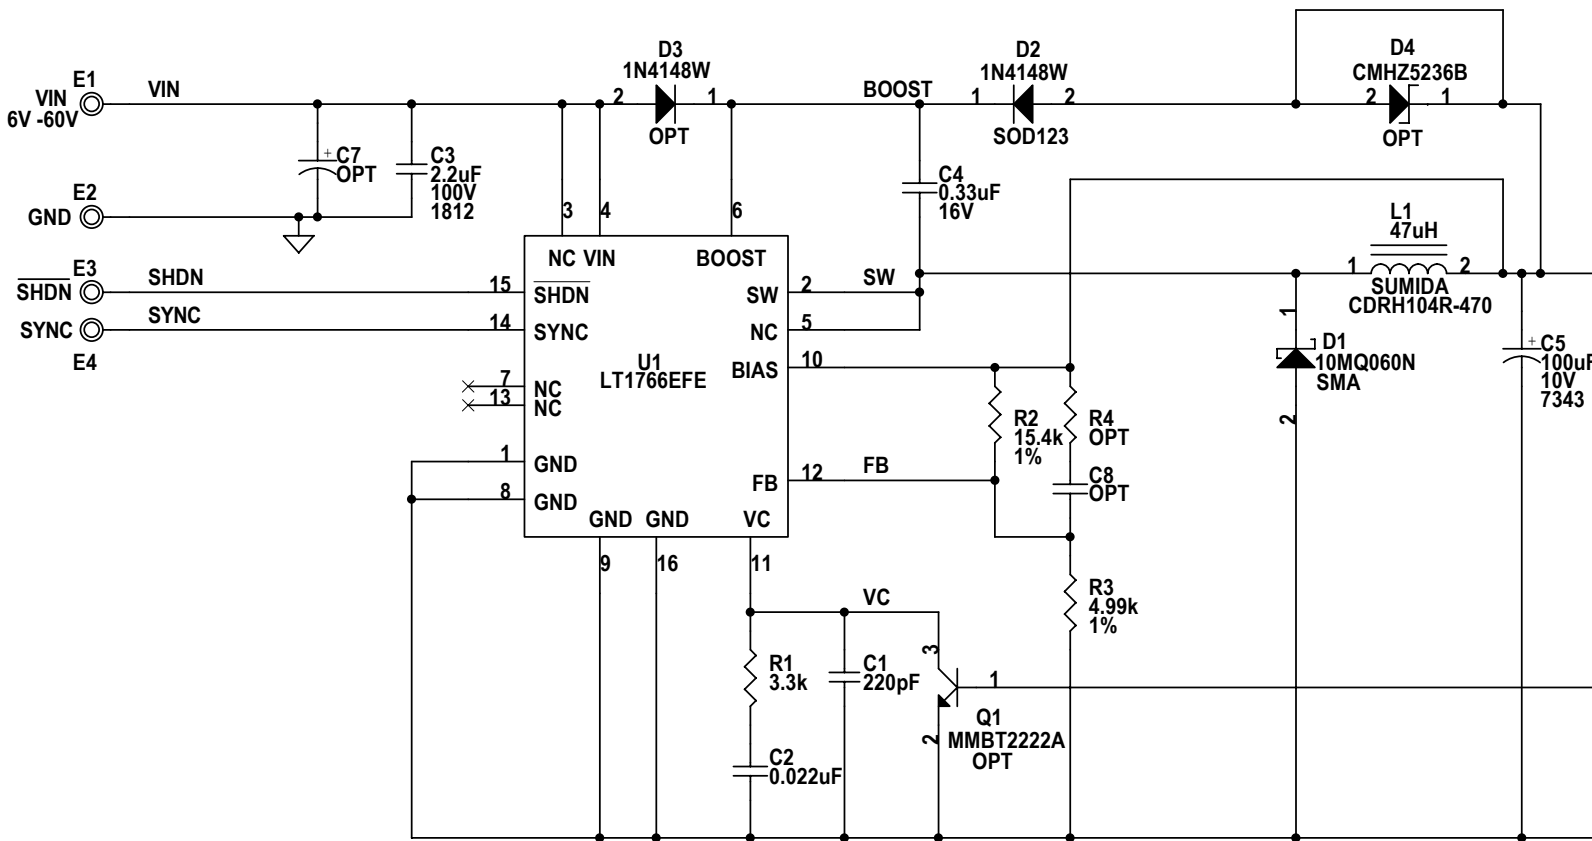 E1
VIN
6V -60V
VIN
E2
GND
E3
SHDN
SHDN
SYNC
SYNC
E4
C7
OPT
+
C3
2.2uF
100V
1812
D3
1N4148W
2
1
OPT
BOOST
D2
1N4148W
1
2
SOD123
D4
CMHZ5236B
2
1
OPT
C4
0.33uF
16V
3
4
6
NC VIN
BOOST
15
SHDN
14
SYNC
7
NC
13
NC
1
GND
8
GND
GND
GND
VC
9
16
11
U1
LT1766EFE
SW
2
SW
NC
5
BIAS
10
FB
12
FB
L1
47uH
1
2
SUMIDA
CDRH104R-470
1
D1
10MQ060N
SMA
2
+
C5
100uF
10V
7343
R2
15.4k
1%
R4
OPT
C8
OPT
R3
4.99k
1%
VC
R1
3.3k
C1
220pF
C2
0.022uF
3
1
2
Q1
MMBT2222A
OPT